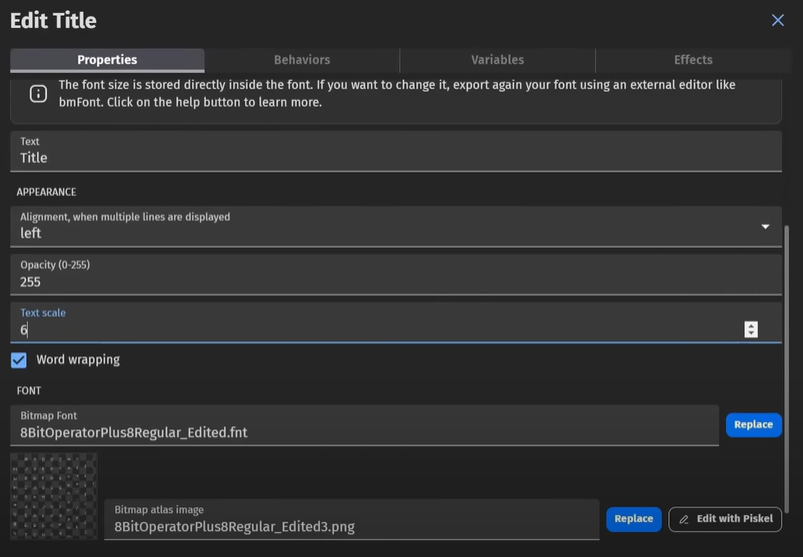 Edit Title
Properties
Behaviors
Variables
Effects
The font size is stored directly inside the font. If you want to change it, export again your font using an external editor like
bmFont. Click on the help button to learn more.
Text
Title
APPEARANCE
Alignment, when multiple lines are displayed
left
Opacity (0-255)
255
Text scale
6
Word wrapping
FONT
Bitmap Font
8BitOperatorPlus8Regular_Edited.fnt
Replace
Bitmap atlas image
8BitOperatorPlus8Regular_Edited3.png
Replace
Edit with Piskel